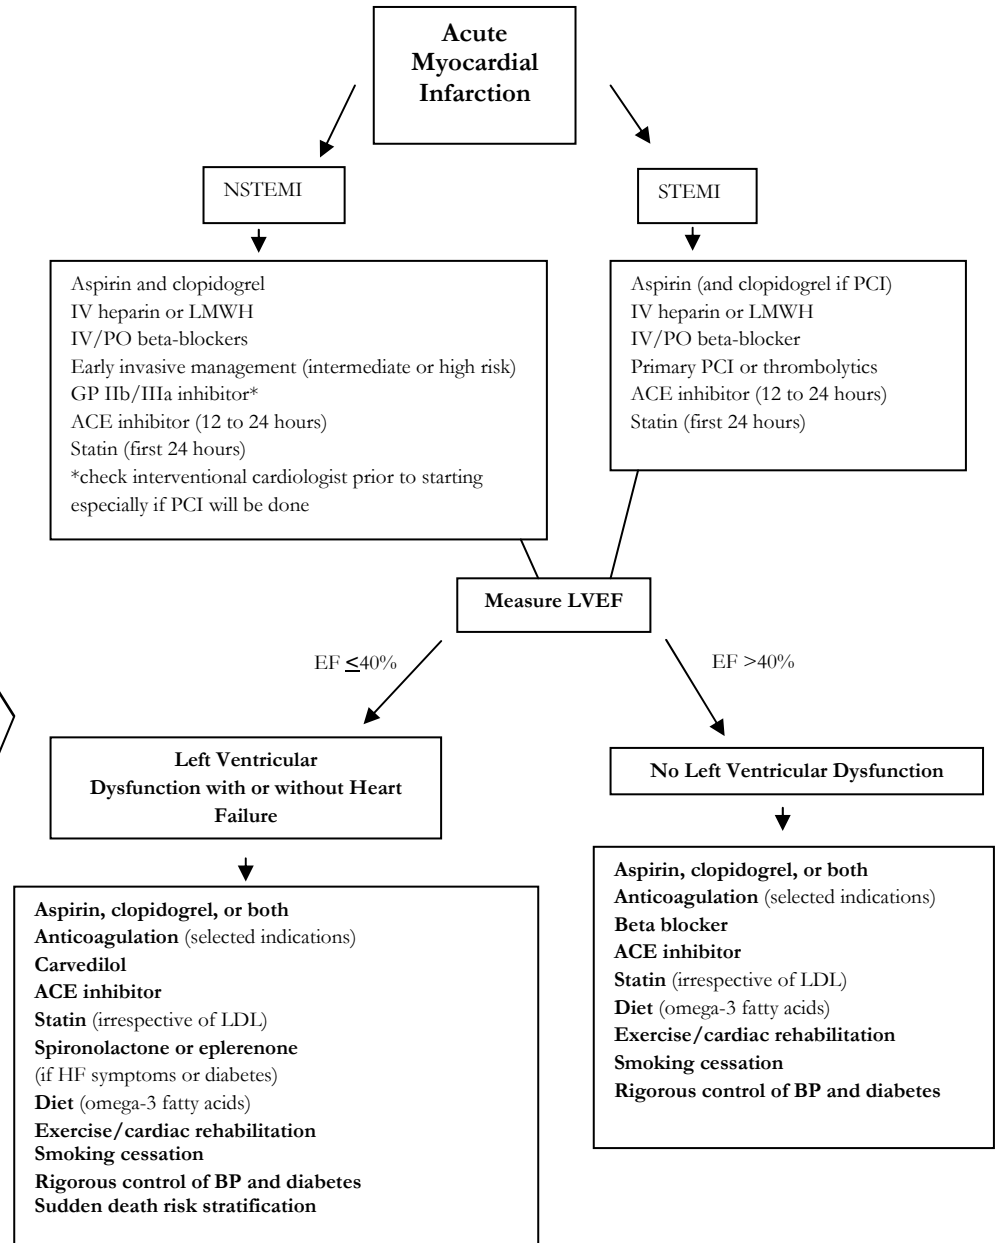 Acute
Myocardial
Infarction
NSTEMI
STEMI
Aspirin and clopidogrel
IV heparin or LMWH
IV/PO beta-blockers
Early invasive management (intermediate or high risk)
GP IIb/IIIa inhibitor*
ACE inhibitor (12 to 24 hours)
Statin (first 24 hours)
*check interventional cardiologist prior to starting
especially if PCI will be done
Aspirin (and clopidogrel if PCI)
IV heparin or LMWH
IV/PO beta-blocker
Primary PCI or thrombolytics
ACE inhibitor (12 to 24 hours)
Statin (first 24 hours)
Measure LVEF
EF ≤40%
EF >40%
Left Ventricular
Dysfunction with or without Heart
Failure
No Left Ventricular Dysfunction
Aspirin, clopidogrel, or both
Anticoagulation (selected indications)
Carvedilol
ACE inhibitor
Statin (irrespective of LDL)
Spironolactone or eplerenone
(if HF symptoms or diabetes)
Diet (omega-3 fatty acids)
Exercise/cardiac rehabilitation
Smoking cessation
Rigorous control of BP and diabetes
Sudden death risk stratification
Aspirin, clopidogrel, or both
Anticoagulation (selected indications)
Beta blocker
ACE inhibitor
Statin (irrespective of LDL)
Diet (omega-3 fatty acids)
Exercise/cardiac rehabilitation
Smoking cessation
Rigorous control of BP and diabetes